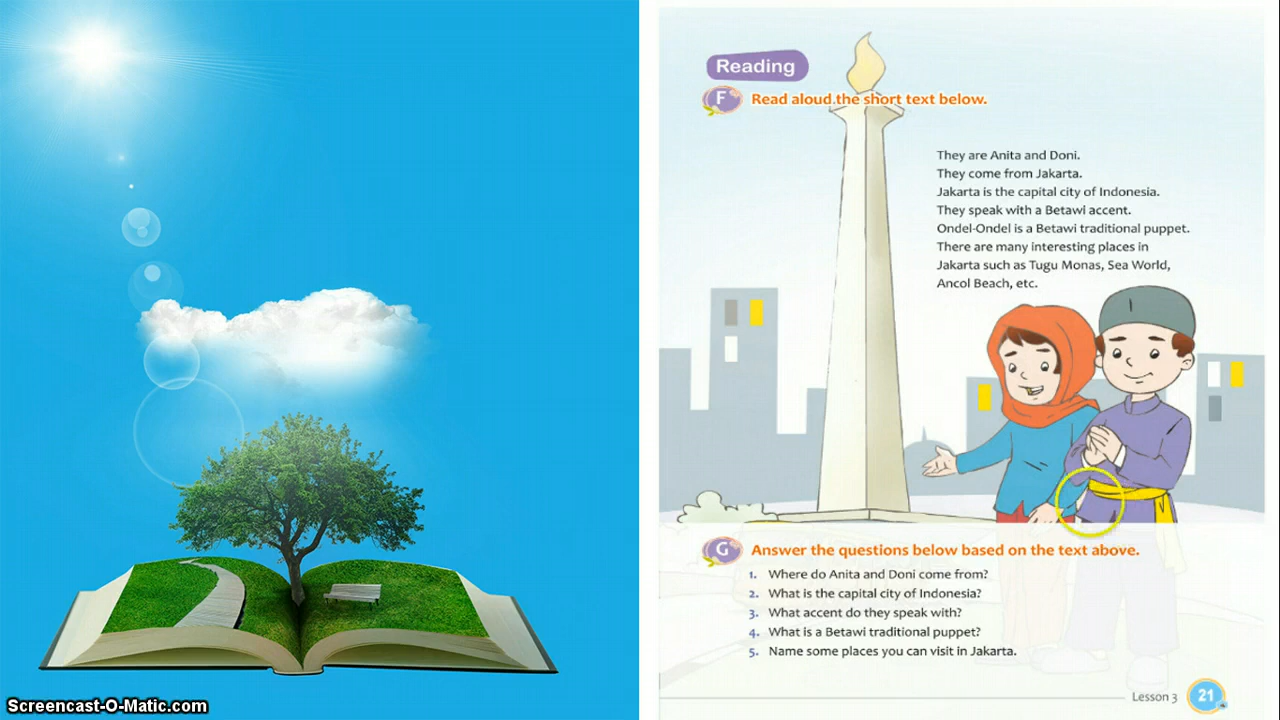 Reading
F Read aloud the short text below.
They are Anita and Doni.
They come from Jakarta.
Jakarta is the capital city of Indonesia.
They speak with a Betawi accent.
Ondel-Ondel is a Betawi traditional puppet.
There are many interesting places in
Jakarta such as Tugu Monas, Sea World,
Ancol Beach, etc.
G Answer the questions below based on the text above.
1. Where do Anita and Doni come from?
2. What is the capital city of Indonesia?
3. What accent do they speak with?
4. What is a Betawi traditional puppet?
5. Name some places you can visit in Jakarta.
Lesson 3 21
Screencast-O-Matic.com